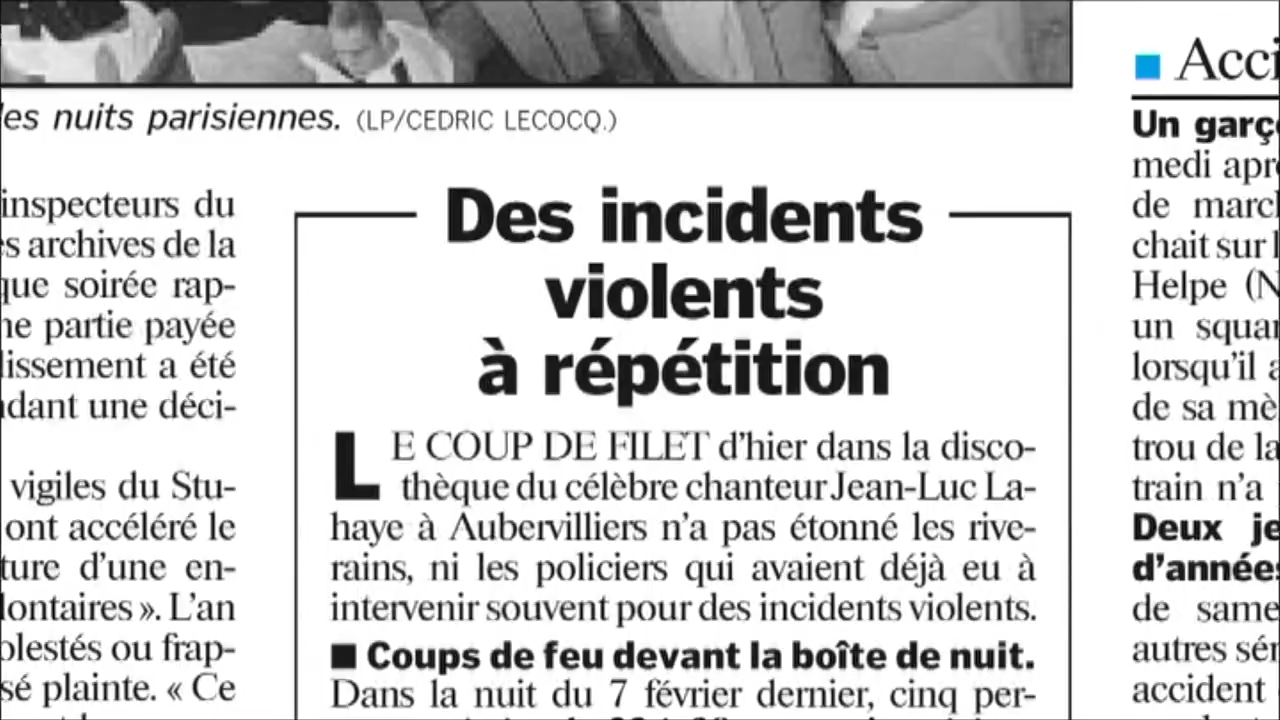 les nuits parisiennes. (LP/CEDRIC LECOCQ.)
inspecteurs du
es archives de la
que soirée rap-
ne partie payée
lissement a été
ndant une déci-
vigiles du Stu-
ont accéléré le
ture d'une en-
lontaires ». L'an
olestés ou frap-
sé plainte. « Ce
Des incidents
violents
à répétition
LE COUP DE FILET d'hier dans la disco-
thèque du célèbre chanteur Jean-Luc La-
haye à Aubervilliers n'a pas étonné les rive-
rains, ni les policiers qui avaient déjà eu à
intervenir souvent pour des incidents violents.
■ Coups de feu devant la boîte de nuit.
Dans la nuit du 7 février dernier, cinq per-
■ Acci
Un garç
medi apr
de marc
chait sur l
Helpe (N
un squa
lorsqu'il a
de sa mè
trou de la
train n'a
Deux je
d'années
de same
autres sér
accident